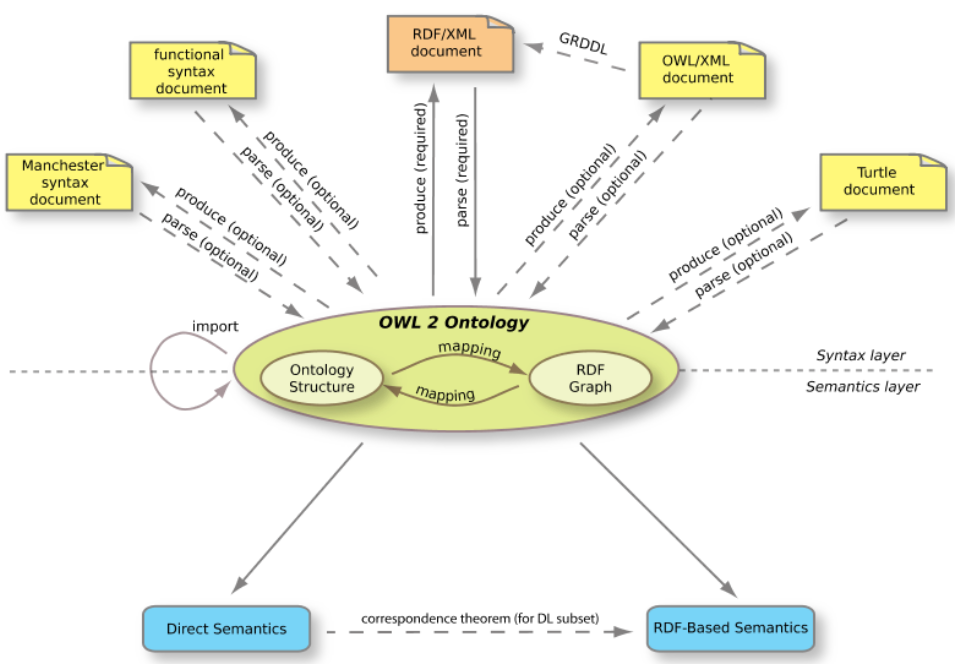 functional
syntax
document
RDF/XML
document
GRDDL
OWL/XML
document
Manchester
syntax
document
Turtle
document
produce (optional)
parse (optional)
produce (optional)
parse (optional)
produce (required)
parse (required)
produce (optional)
parse (optional)
produce (optional)
parse (optional)
import
OWL 2 Ontology
mapping
Ontology
Structure
RDF
Graph
mapping
Syntax layer
Semantics layer
Direct Semantics
correspondence theorem (for DL subset)
RDF-Based Semantics